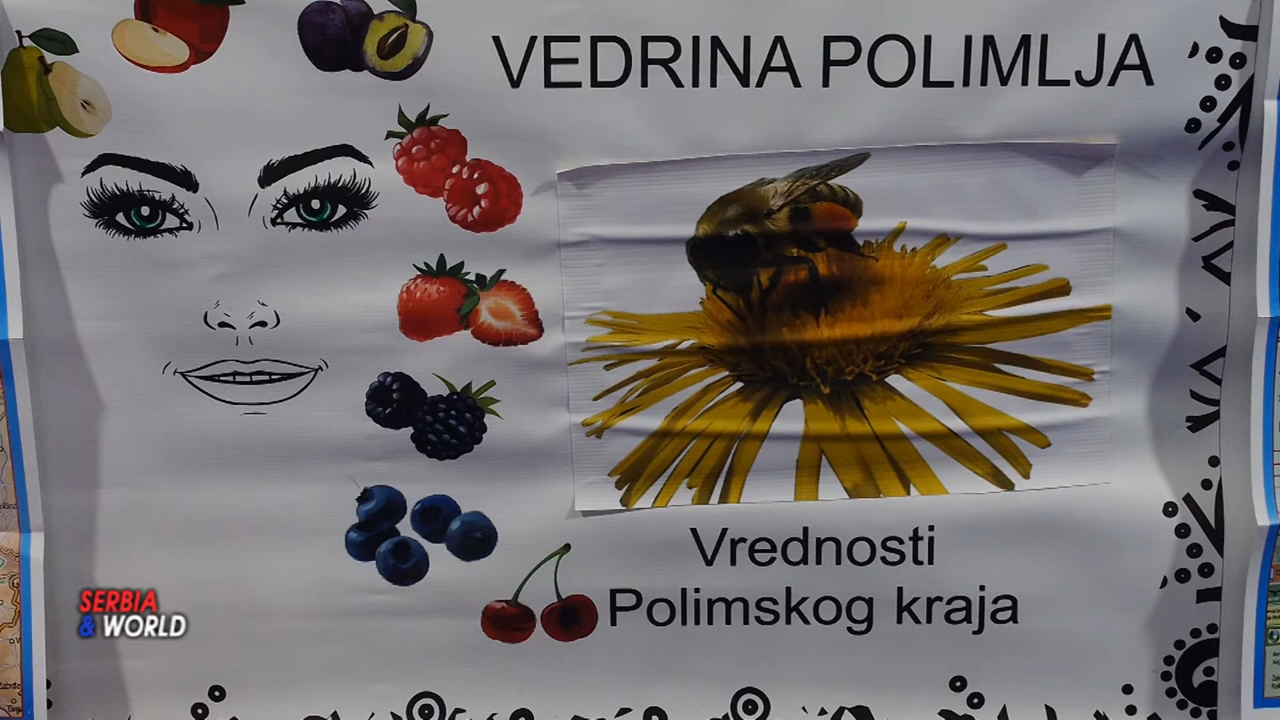 VEDRINA POLIMLJA
Vrednosti
Polimskog kraja
SERBIA
& WORLD